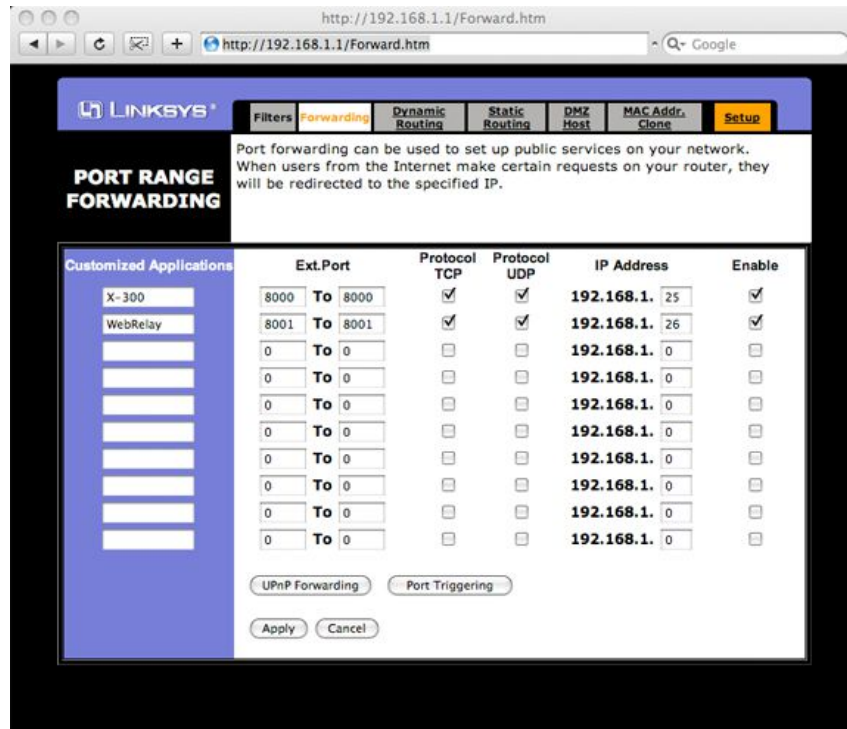 http://192.168.1.1/Forward.htm
http://192.168.1.1/Forward.htm Google
LINKSYS®
Filters Forwarding Dynamic Routing Static Routing DMZ Host MAC Addr. Clone Setup
PORT RANGE FORWARDING
Port forwarding can be used to set up public services on your network.
When users from the Internet make certain requests on your router, they
will be redirected to the specified IP.
Customized Applications Ext.Port Protocol TCP Protocol UDP IP Address Enable
X-300 8000 To 8000 192.168.1. 25
WebRelay 8001 To 8001 192.168.1. 26
0 To 0 192.168.1. 0
0 To 0 192.168.1. 0
0 To 0 192.168.1. 0
0 To 0 192.168.1. 0
0 To 0 192.168.1. 0
0 To 0 192.168.1. 0
0 To 0 192.168.1. 0
0 To 0 192.168.1. 0
UPnP Forwarding Port Triggering
Apply Cancel